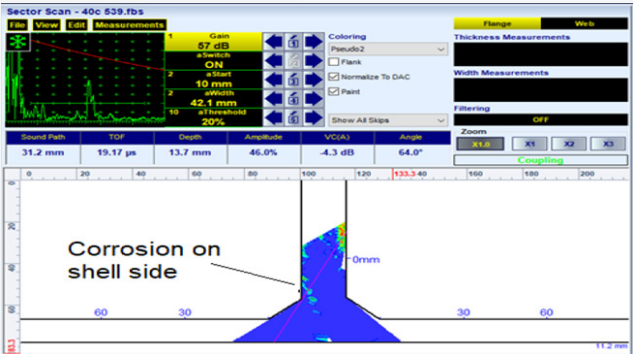 Sector Scan - 40c 539.fbs
File View Edit Measurements
1 Gain
57 dB
aSwitch
ON
2 aStart
10 mm
2 aWidth
42.1 mm
10 aThreshold
20%
Coloring
Pseudo2
Flank
Normalize To DAC
Paint
Show All Skips
Flange Web
Thickness Measurements
Width Measurements
Filtering
OFF
Zoom
X1.0 X1 X2 X3
Coupling
Sound Path TOF Depth Amplitude VC(A) Angle
31.2 mm 19.17 µs 13.7 mm 46.0% -4.3 dB 64.0°
0 20 40 60 80 100 120 133.3 40 160 180 200
0
20
40
60
83.3
Corrosion on
shell side
0mm
60 30 30 60
11.2 mm